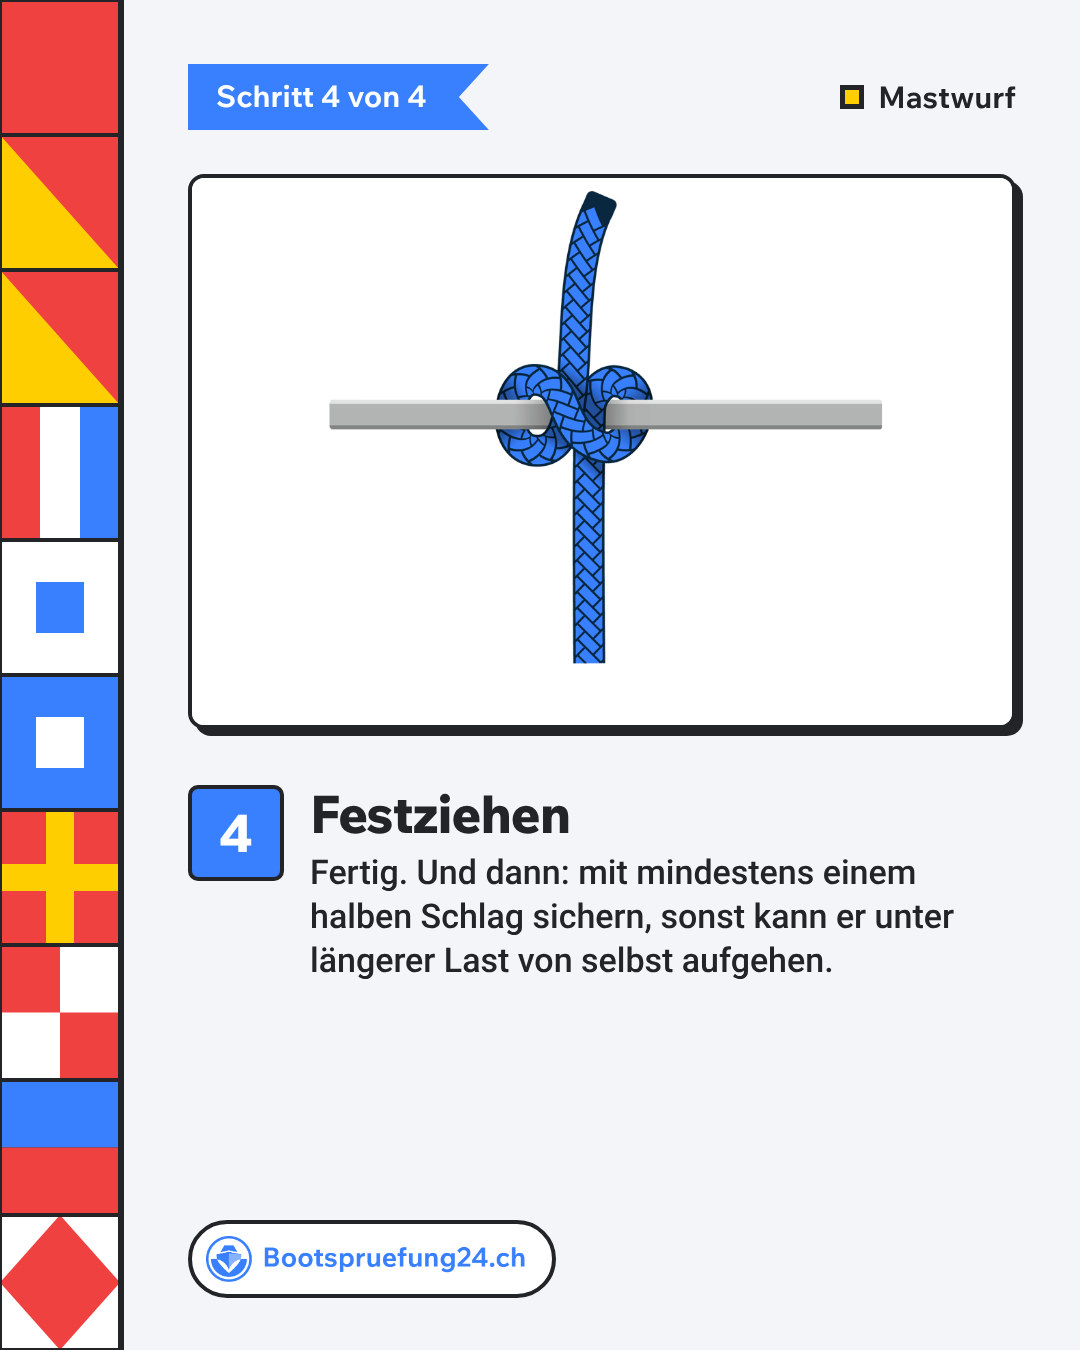 Schritt 4 von 4
Mastwurf
4
Festziehen
Fertig. Und dann: mit mindestens einem
halben Schlag sichern, sonst kann er unter
längerer Last von selbst aufgehen.
Bootspruefung24.ch